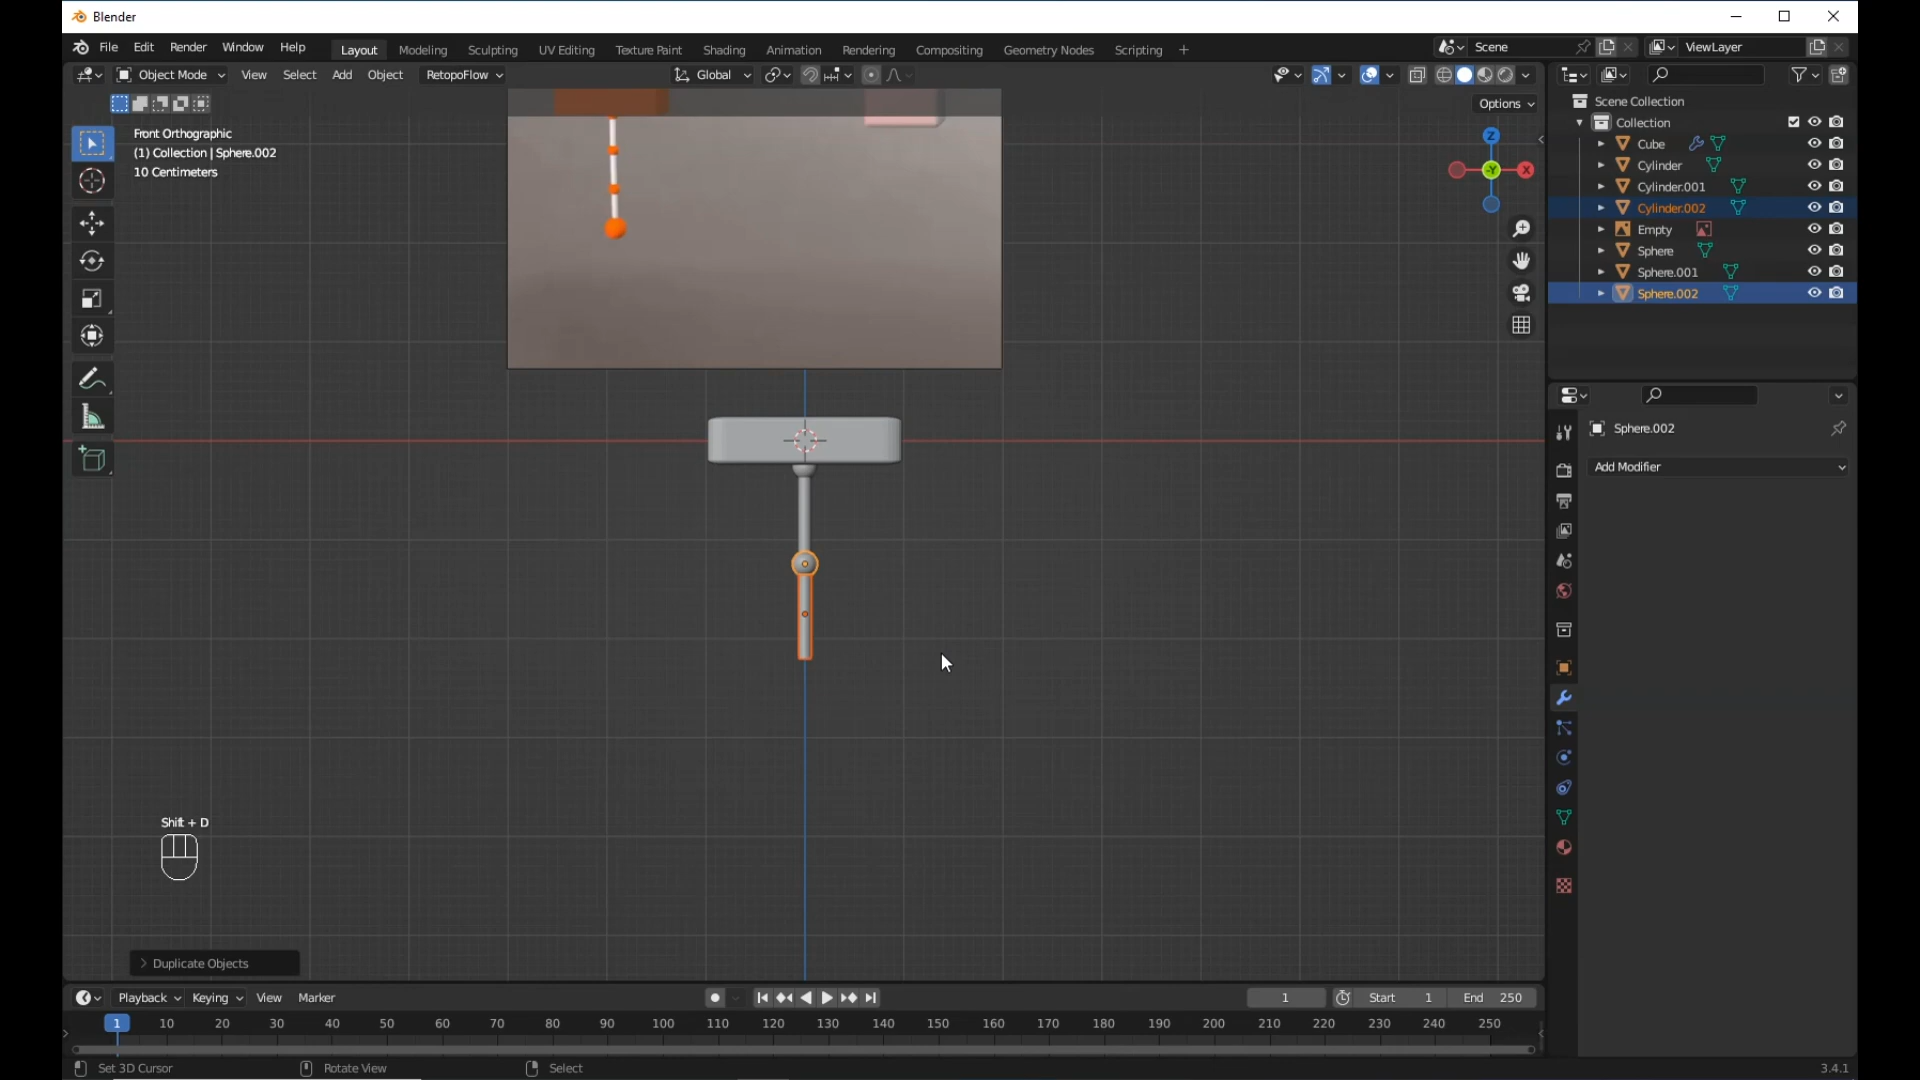 Blender
File Edit Render Window Help Layout Modeling Sculpting UV Editing Texture Paint Shading Animation Rendering Compositing Geometry Nodes Scripting + Scene ViewLayer
Object Mode View Select Add Object RetopoFlow Global
Options
Front Orthographic
(1) Collection | Sphere.002
10 Centimeters
Z
Y
X
Scene Collection
Collection
Cube
Cylinder
Cylinder.001
Cylinder.002
Empty
Sphere
Sphere.001
Sphere.002
Sphere.002
Add Modifier
Shift + D
Duplicate Objects
Playback Keying View Marker 1 Start 1 End 250
1 10 20 30 40 50 60 70 80 90 100 110 120 130 140 150 160 170 180 190 200 210 220 230 240 250
Set 3D Cursor Rotate View Select 3.4.1